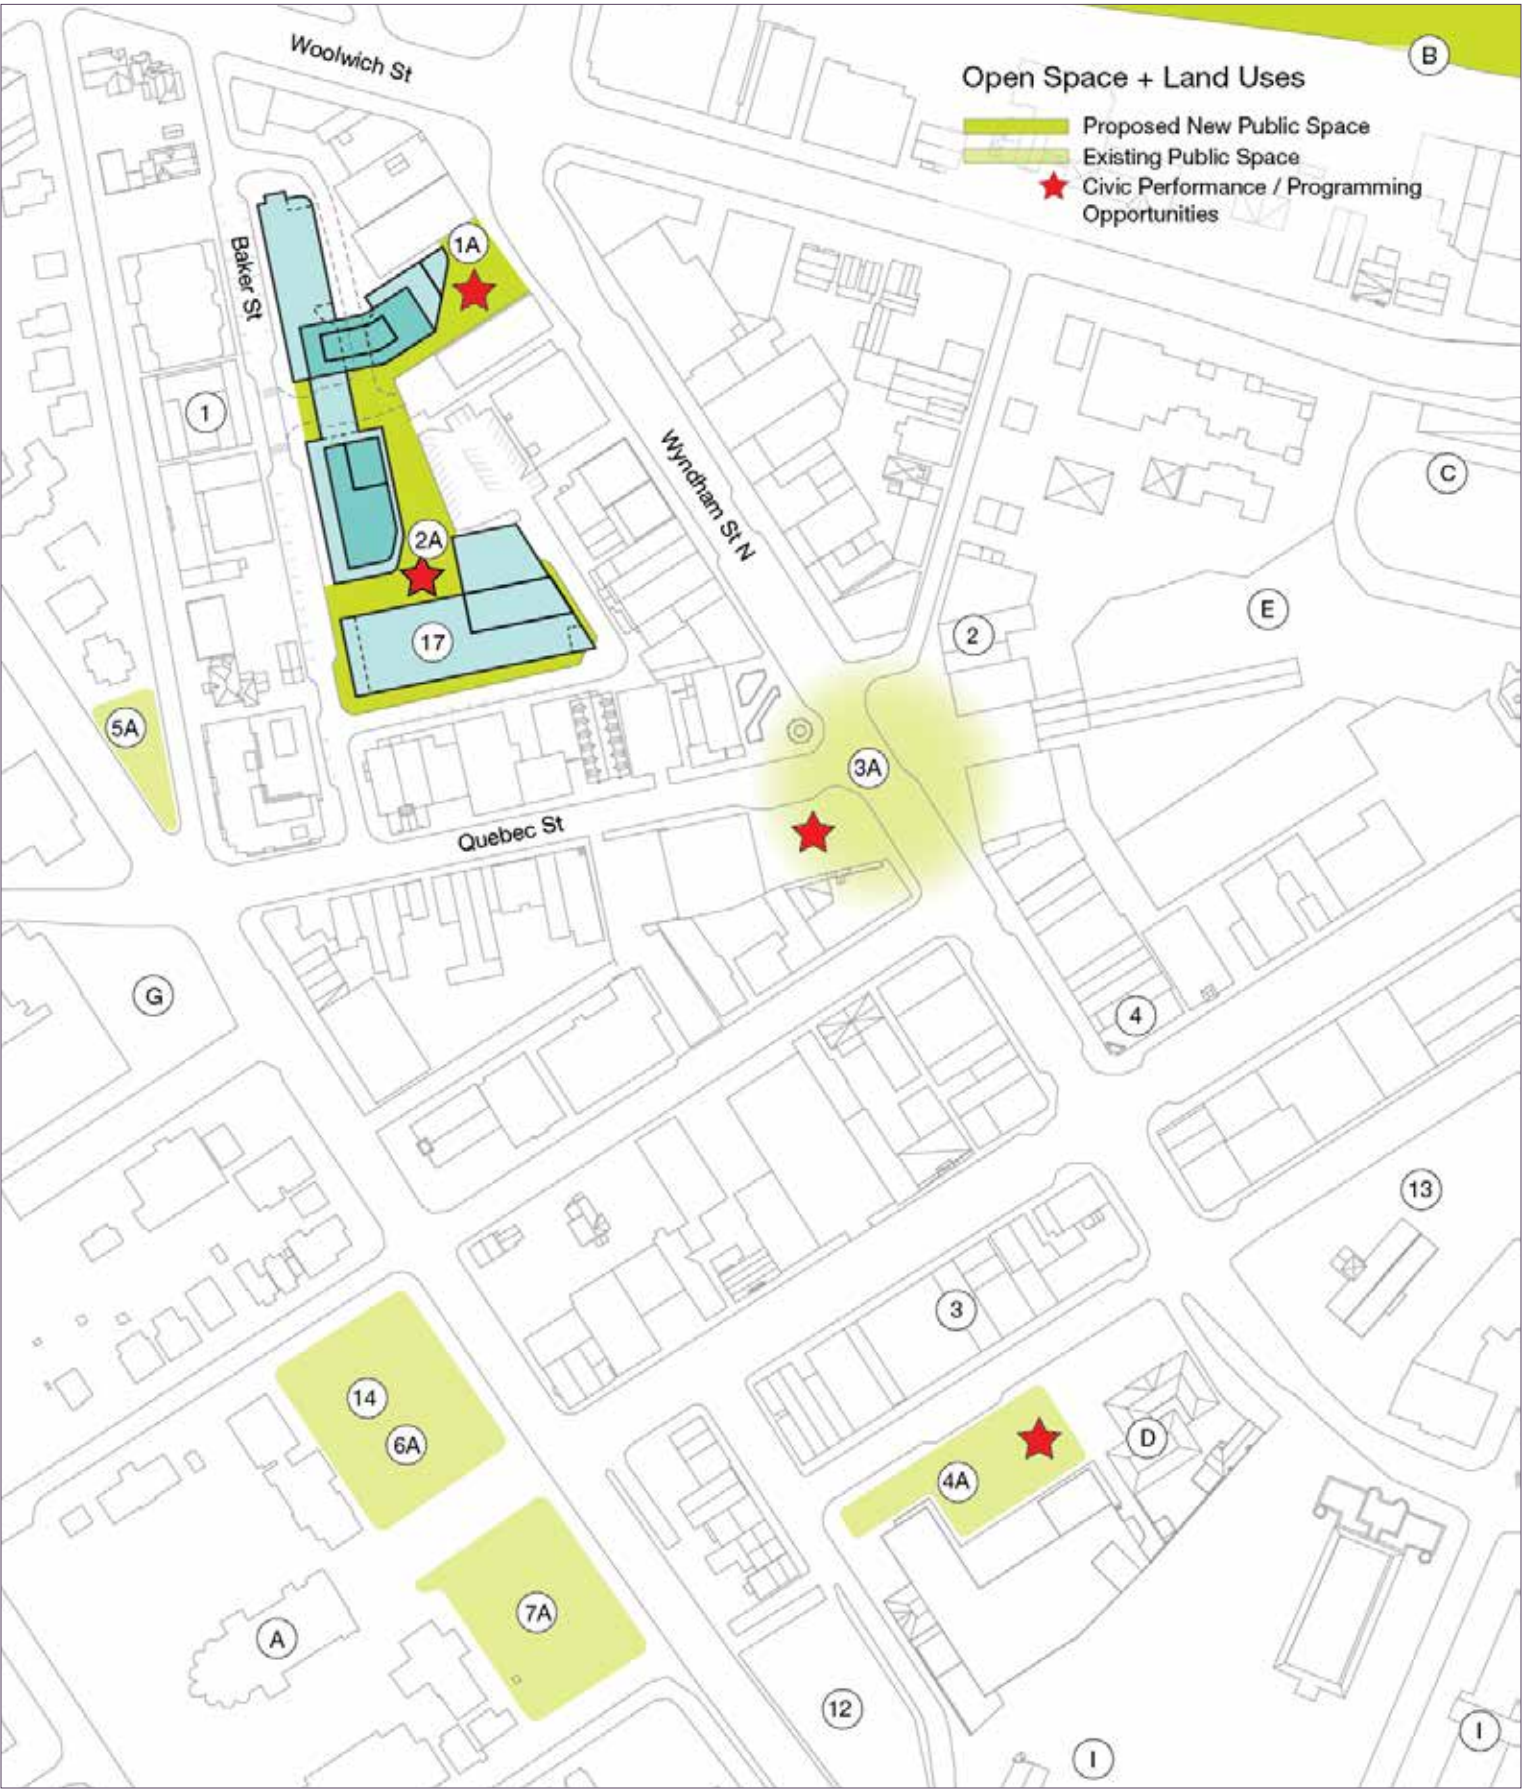 Woolwich St
B
Open Space + Land Uses
Proposed New Public Space
Existing Public Space
Civic Performance / Programming
Opportunities
1A
Baker St
1
C
Wyndham St N
2A
E
2
17
5A
3A
Quebec St
G
4
13
3
14
6A
D
4A
7A
A
12
I
I